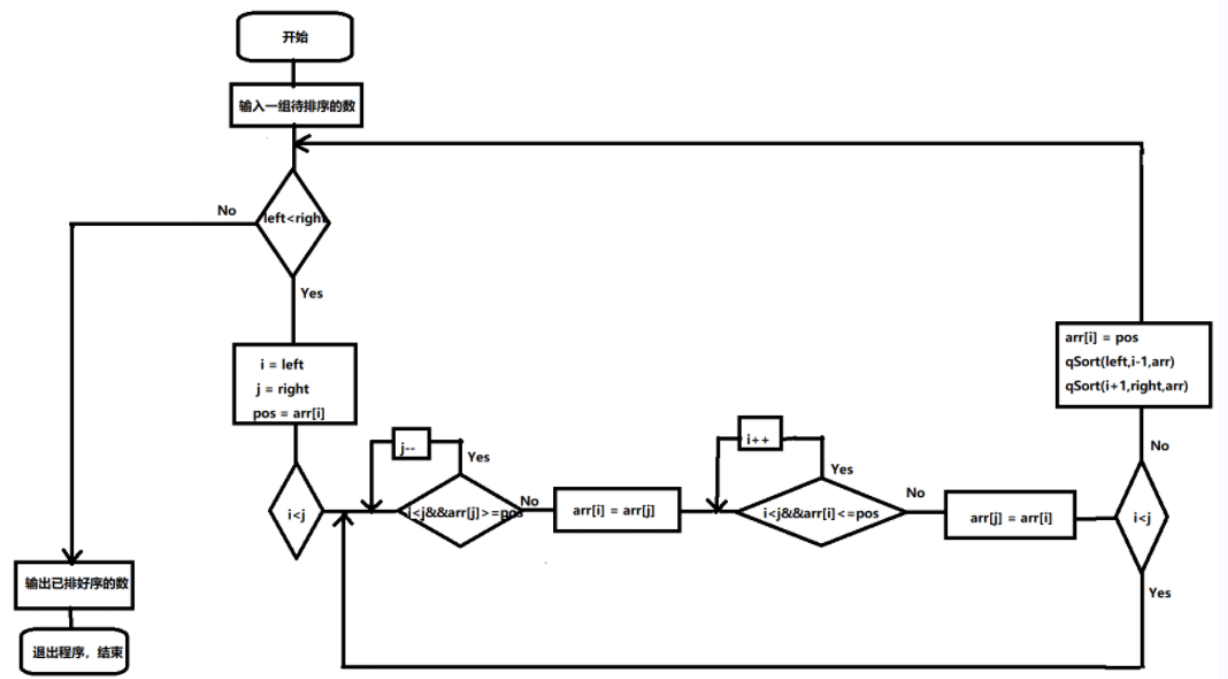 开始
输入一组待排序的数
left<right
No
Yes
i = left
j = right
pos = arr[i]
i<j
j--
Yes
i<j&&arr[j]>=pos
No
arr[i] = arr[j]
i++
Yes
i<j&&arr[i]<=pos
No
arr[j] = arr[i]
i<j
No
Yes
arr[i] = pos
qSort(left,i-1,arr)
qSort(i+1,right,arr)
输出已排好序的数
退出程序，结束